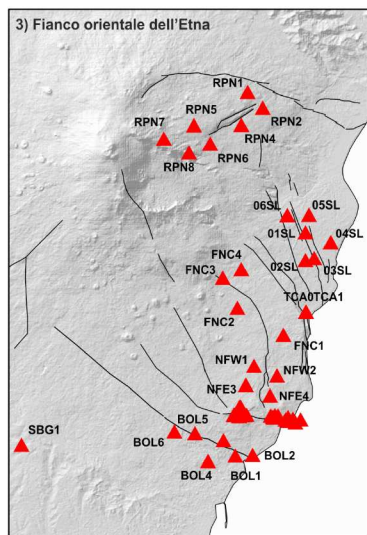 3) Fianco orientale dell'Etna
RPN1
RPN5
RPN2
RPN7
RPN4
RPN6
RPN8
06SL
05SL
01SL
04SL
02SL
03SL
FNC4
FNC3
TCA0TCA1
FNC2
FNC1
NFW1
NFW2
NFE3
NFE4
BOL5
SBG1
BOL6
BOL2
BOL4
BOL1